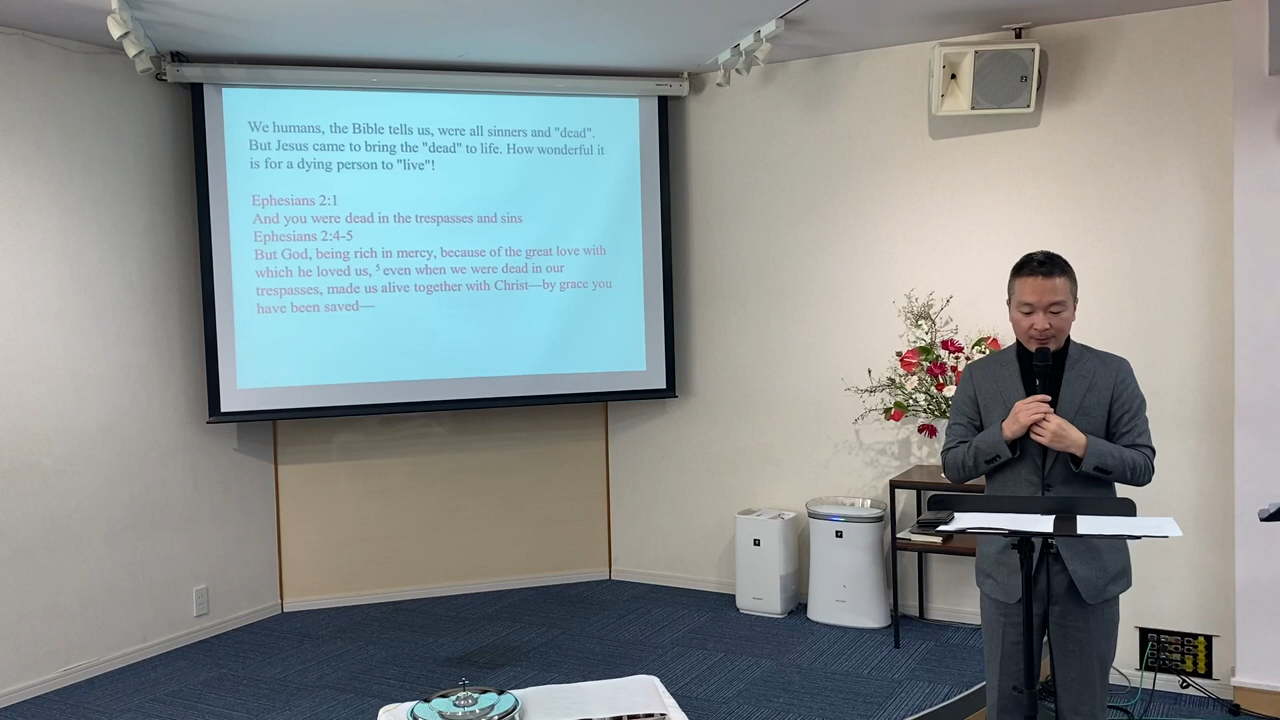 We humans, the Bible tells us, were all sinners and "dead".
But Jesus came to bring the "dead" to life. How wonderful it
is for a dying person to "live"!
Ephesians 2:1
And you were dead in the trespasses and sins
Ephesians 2:4-5
But God, being rich in mercy, because of the great love with
which he loved us, ⁵ even when we were dead in our
trespasses, made us alive together with Christ—by grace you
have been saved—